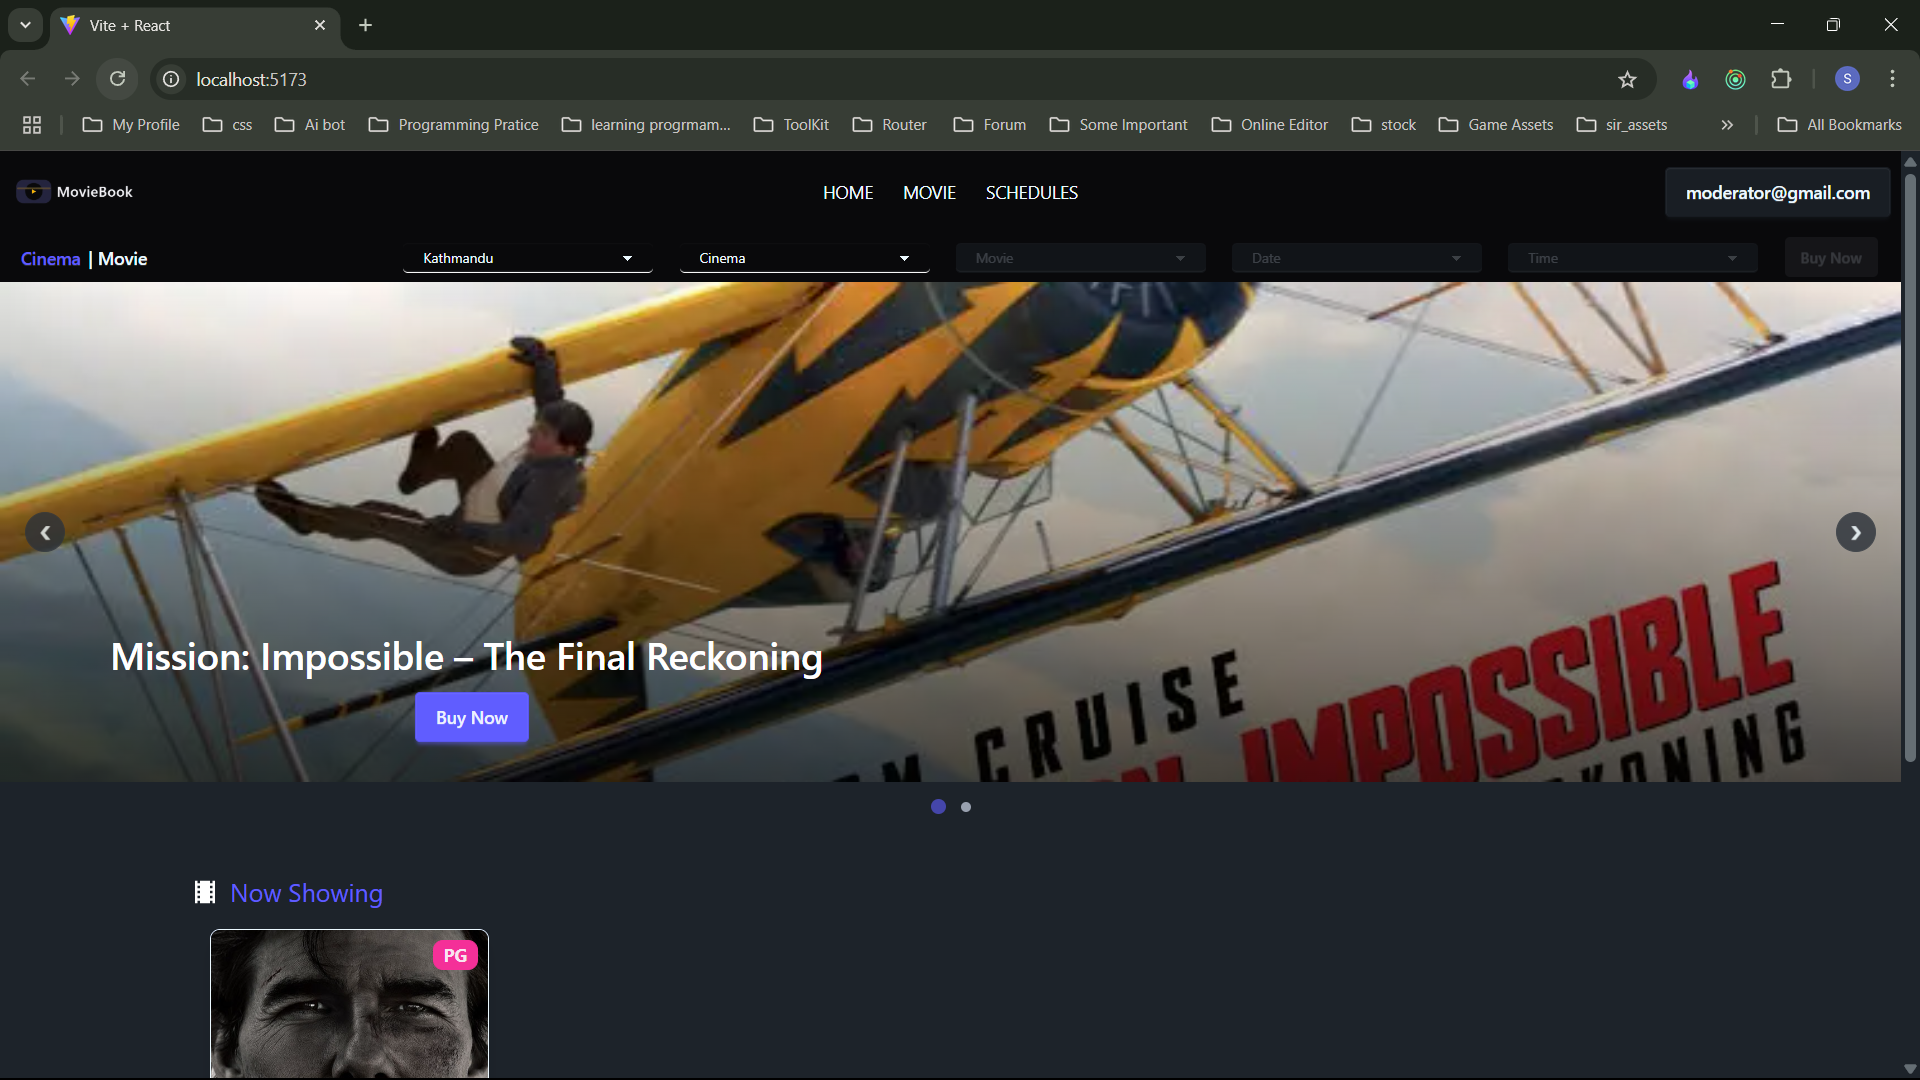 Vite + React
localhost:5173
S
My Profile css Ai bot Programming Pratice learning progrmam... ToolKit Router Forum Some Important Online Editor stock Game Assets sir_assets » All Bookmarks
MovieBook HOME MOVIE SCHEDULES moderator@gmail.com
Cinema | Movie Kathmandu Cinema Movie Date Time Buy Now
Mission: Impossible – The Final Reckoning
Buy Now
CRUISE
IMPOSSIBLE
Now Showing
PG